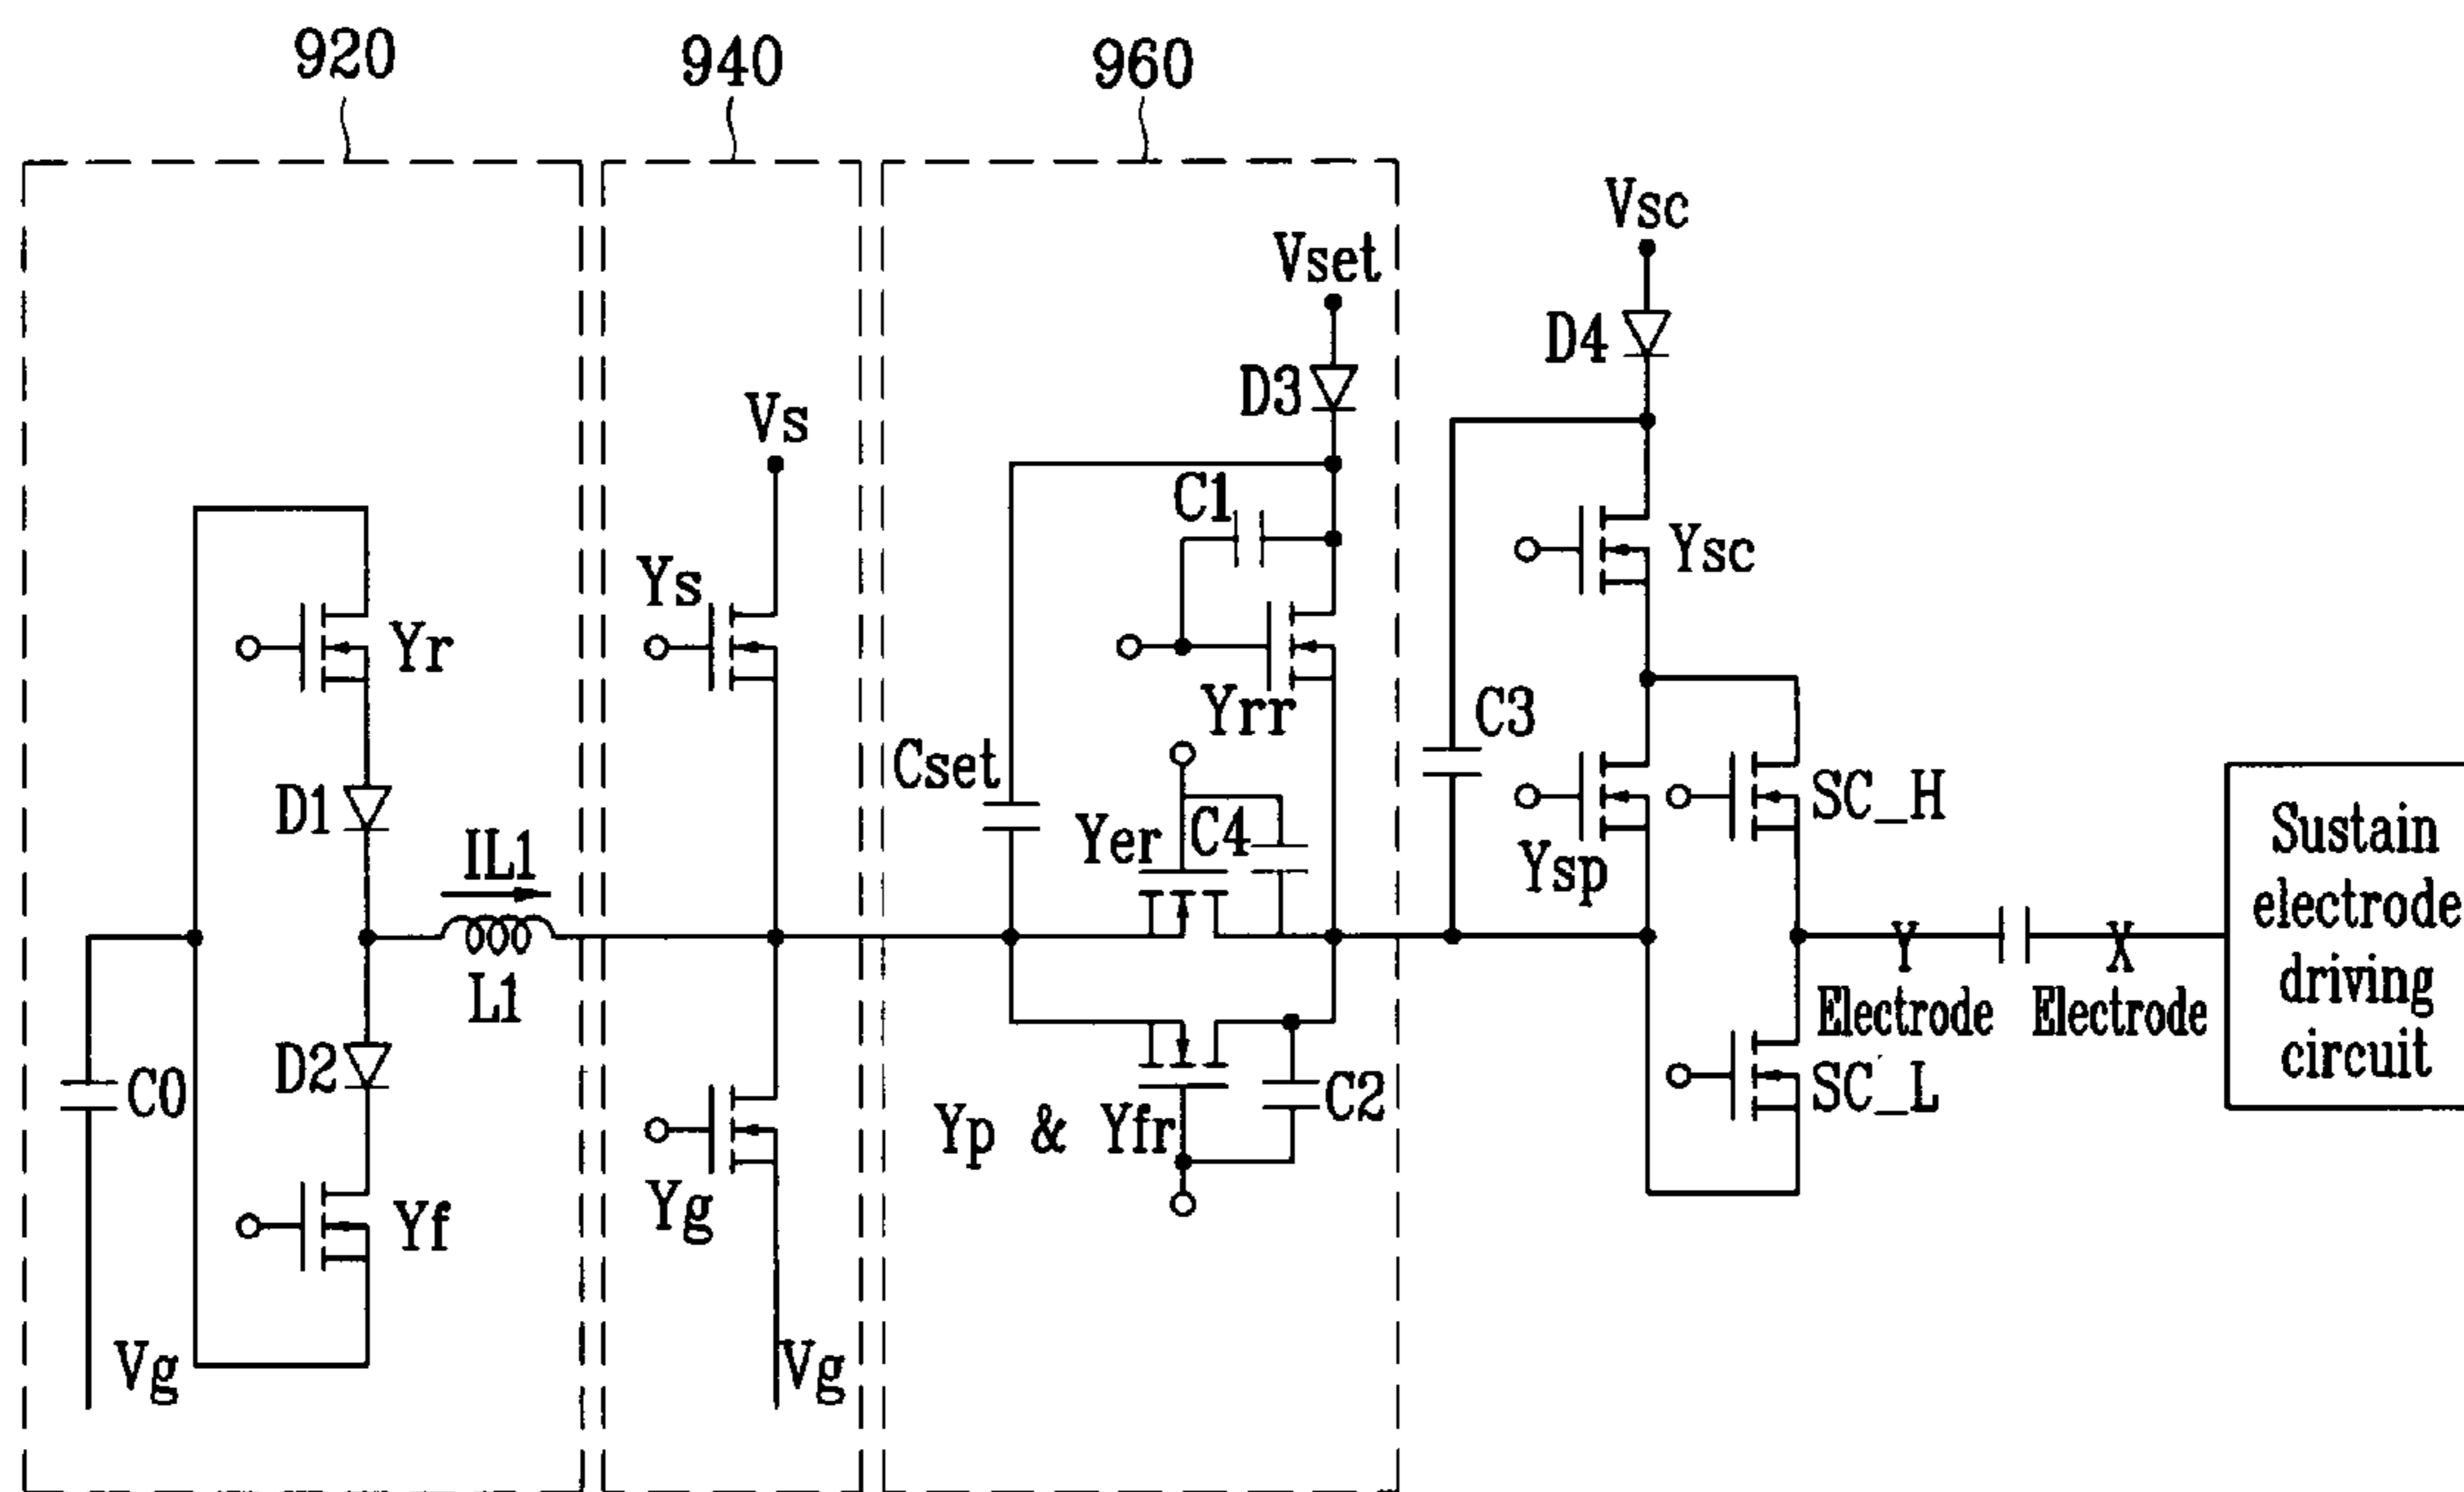 920
940
960
Vsc
Vset
D4
D3
Vs
C1
Ys
Ysc
Yr
Yrr
C3
Cset
D1
Yer
C4
SC_H
IL1
Ysp
Sustain
electrode
driving
circuit
L1
Y
Electrode
X
Electrode
D2
C0
C2
SC_L
Yp & Yfr
Yg
Yf
Vg
Vg